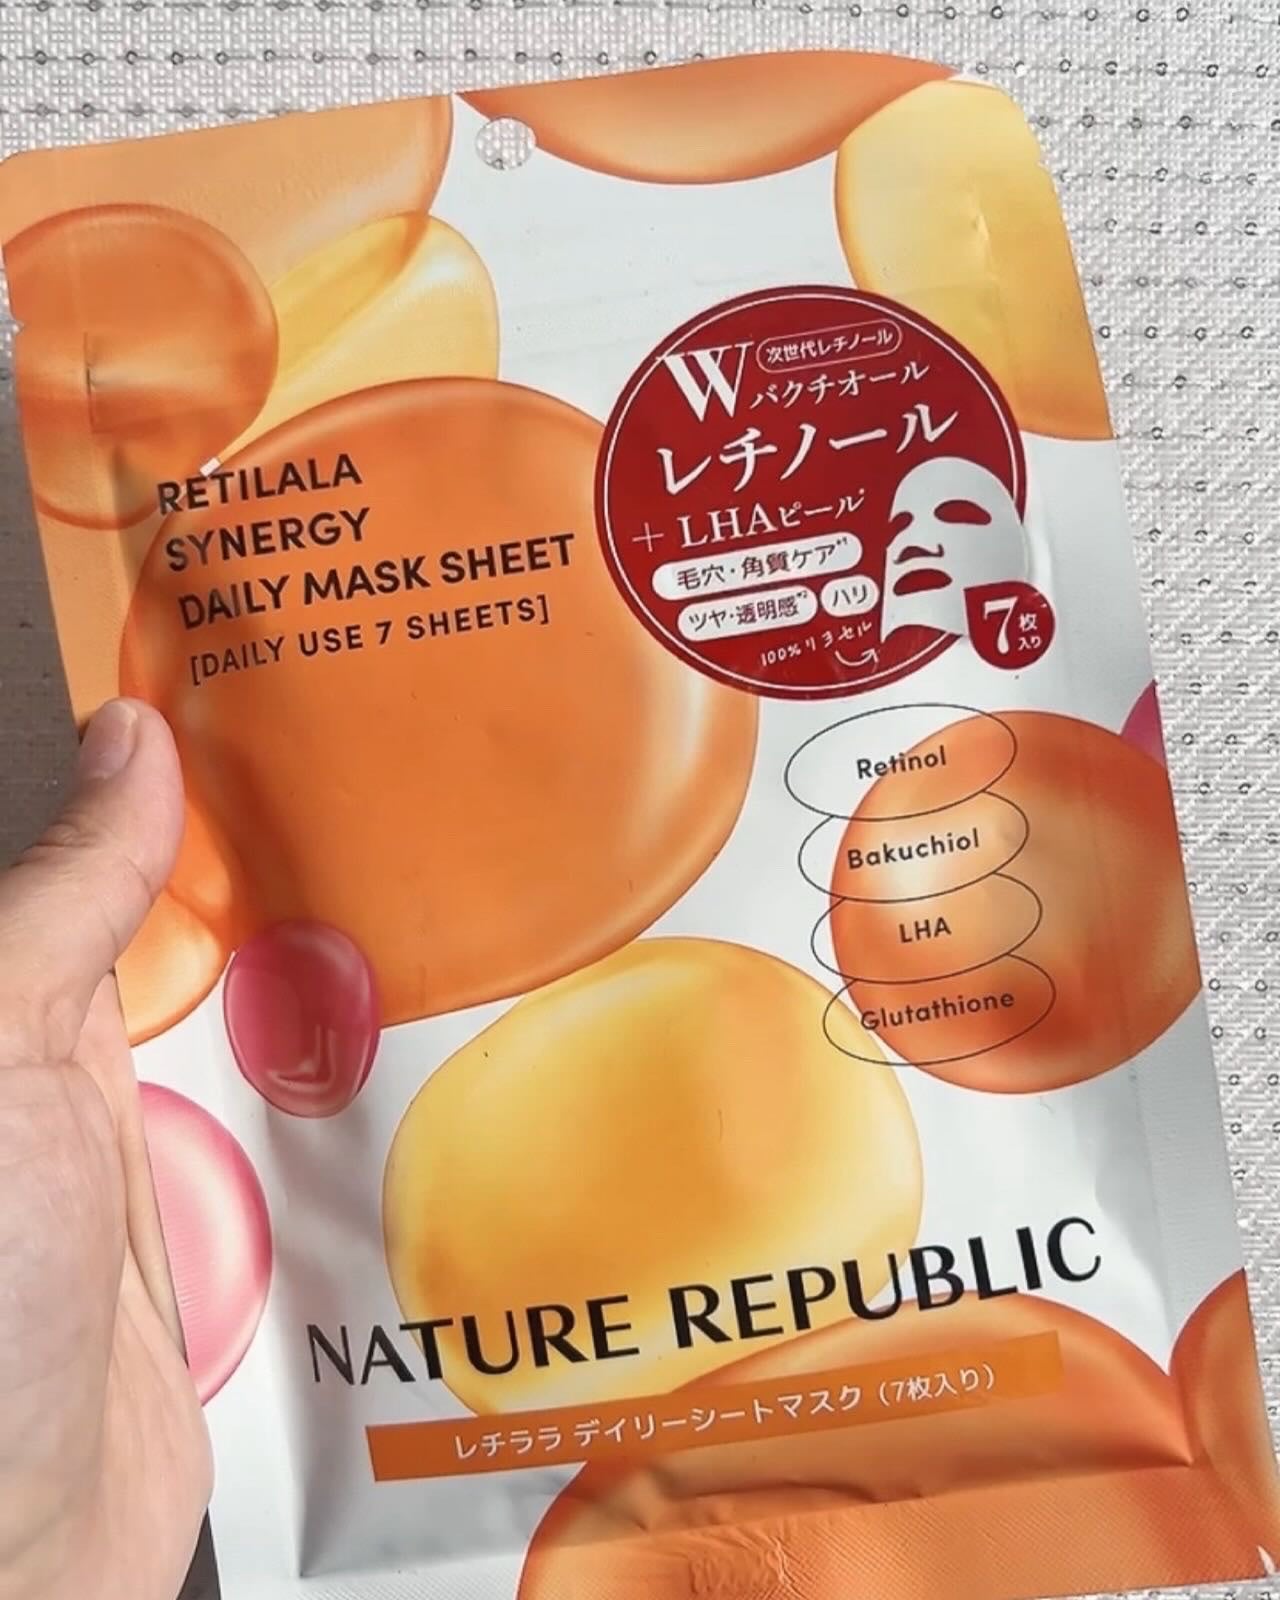 RETILALA
SYNERGY
DAILY MASK SHEET
[DAILY USE 7 SHEETS]
W 次世代レチノール
バクチオール
レチノール
+ LHAピール*
毛穴・角質ケア*1
ツヤ・透明感*2 ハリ
100%リヨセル
7枚入り
Retinol
Bakuchiol
LHA
Glutathione
NATURE REPUBLIC
レチララ デイリーシートマスク（7枚入り）